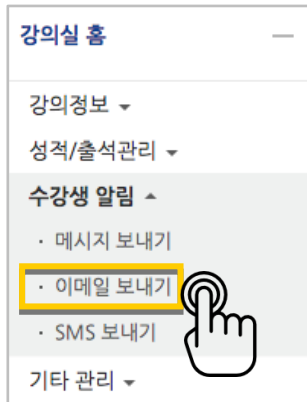 강의실 홈
강의정보
성적/출석관리
수강생 알림
· 메시지 보내기
· 이메일 보내기
· SMS 보내기
기타 관리